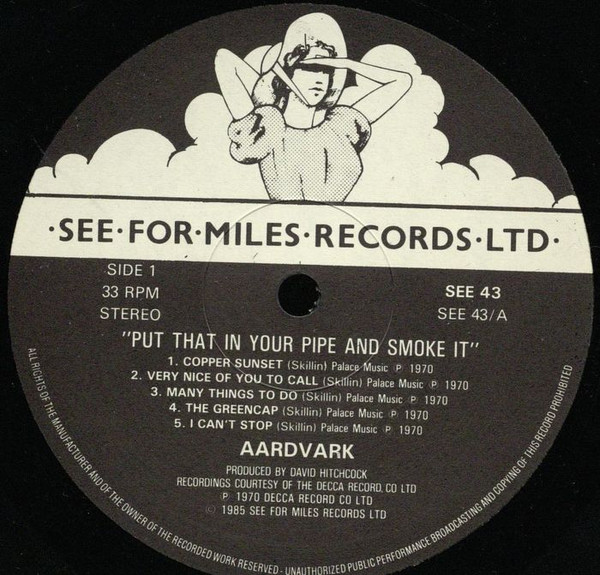 ·SEE·FOR·MILES·RECORDS·LTD·
SIDE 1
33 RPM
STEREO
SEE 43
SEE 43/A
"PUT THAT IN YOUR PIPE AND SMOKE IT"
1. COPPER SUNSET (Skillin) Palace Music ℗ 1970
2. VERY NICE OF YOU TO CALL (Skillin) Palace Music ℗ 1970
3. MANY THINGS TO DO (Skillin) Palace Music ℗ 1970
4. THE GREENCAP (Skillin) Palace Music ℗ 1970
5. I CAN'T STOP (Skillin) Palace Music ℗ 1970
AARDVARK
PRODUCED BY DAVID HITCHCOCK
RECORDINGS COURTESY OF THE DECCA RECORD, CO LTD
℗ 1970 DECCA RECORD CO LTD
© 1985 SEE FOR MILES RECORDS LTD
ALL RIGHTS OF THE MANUFACTURER AND OF THE OWNER OF THE RECORDED WORK RESERVED - UNAUTHORIZED PUBLIC PERFORMANCE BROADCASTING AND COPYING OF THIS RECORD PROHIBITED